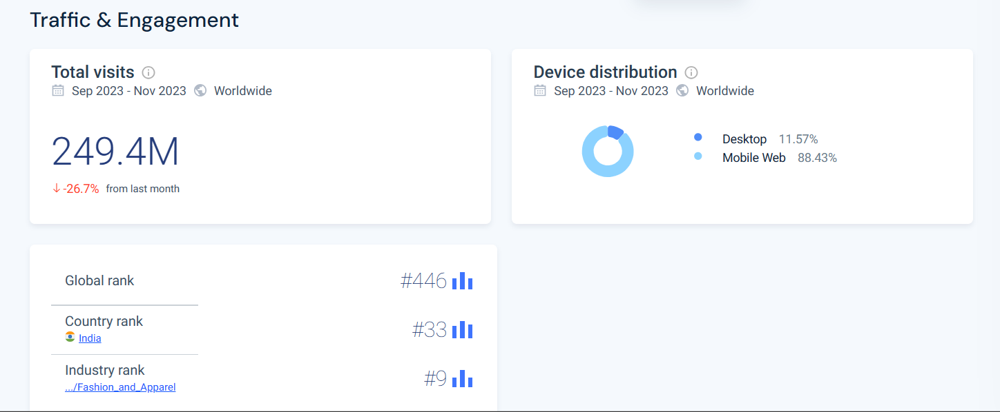 Traffic & Engagement
Total visits
Sep 2023 - Nov 2023 Worldwide
249.4M
↓ -26.7% from last month
Device distribution
Sep 2023 - Nov 2023 Worldwide
Desktop 11.57%
Mobile Web 88.43%
Global rank #446
Country rank
India
#33
Industry rank
.../Fashion_and_Apparel
#9